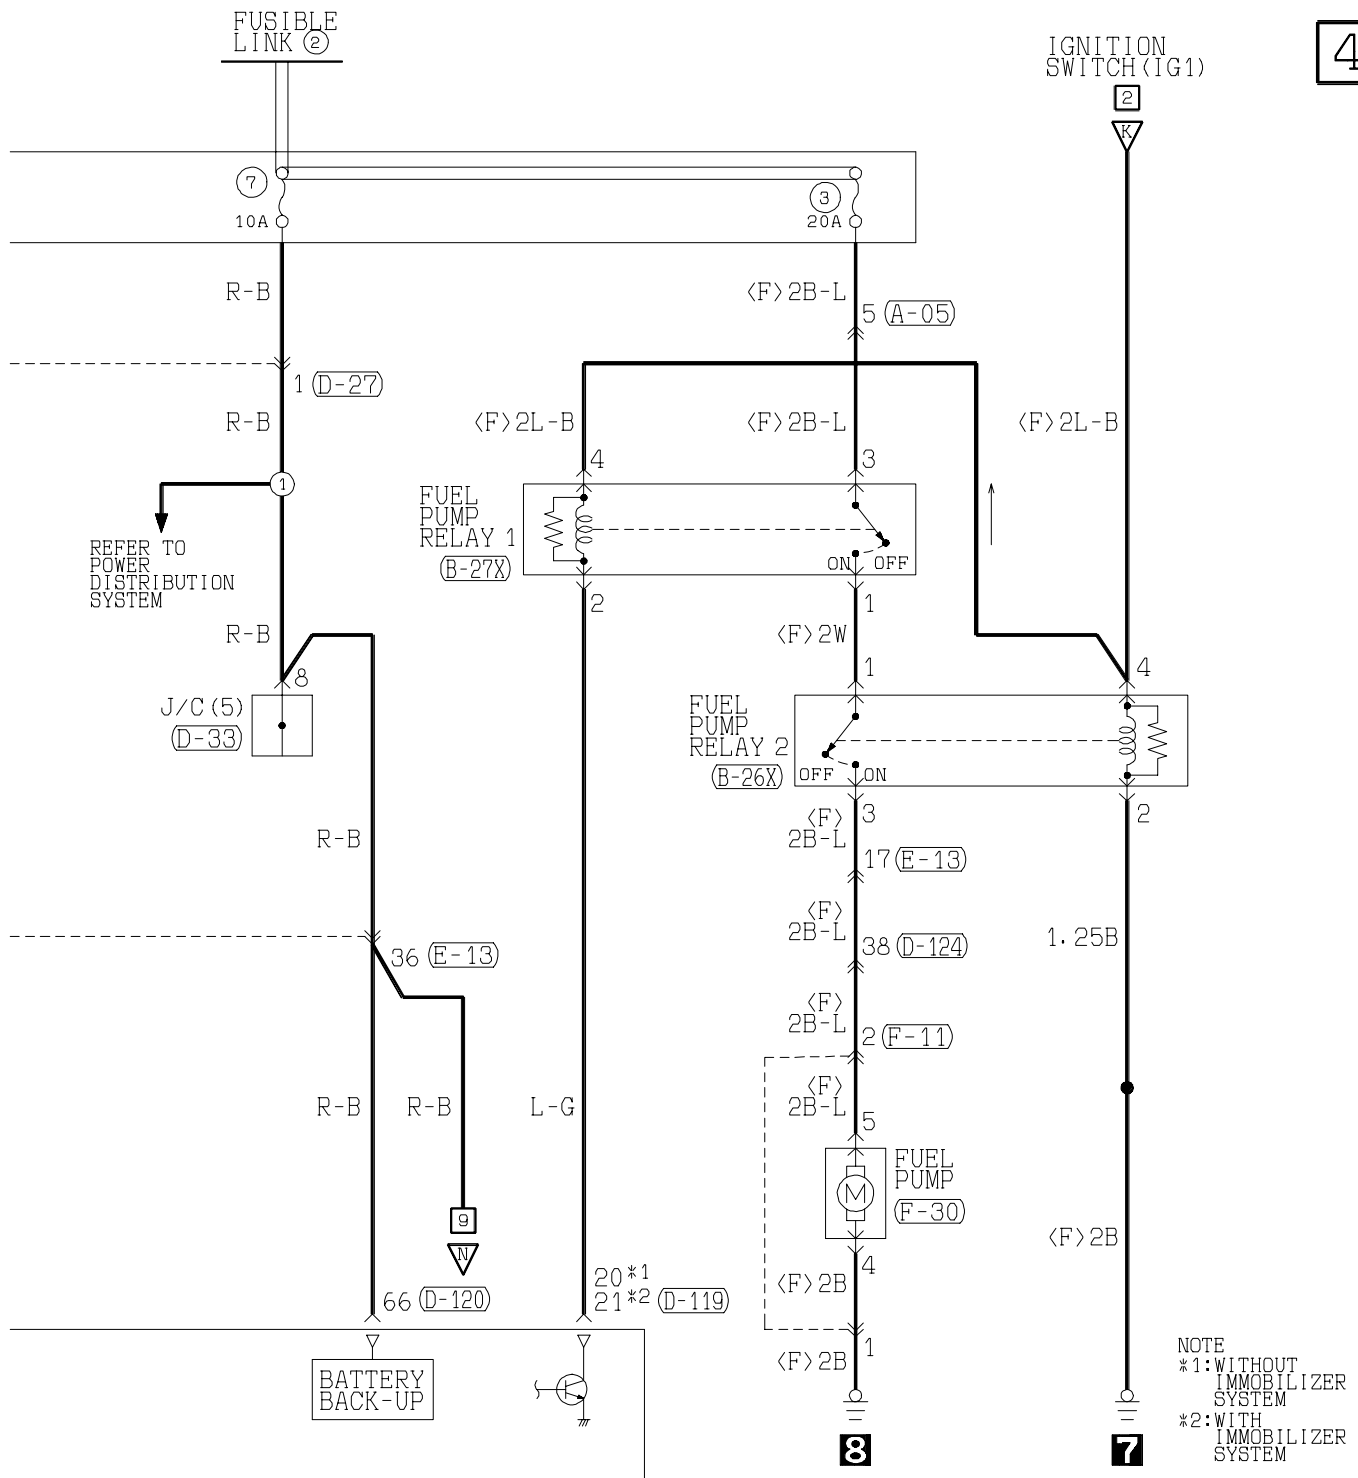 FUSIBLE
LINK ②
IGNITION
SWITCH(IG1)
4
2
K
7
10A
3
20A
R-B
<F>2B-L
5 (A-05)
1 (D-27)
R-B
<F>2L-B
<F>2B-L
<F>2L-B
4
3
1
FUEL
PUMP
RELAY 1
(B-27X)
ON
OFF
REFER TO
POWER
DISTRIBUTION
SYSTEM
2
1
R-B
<F>2W
8
1
4
J/C(5)
(D-33)
FUEL
PUMP
RELAY 2
(B-26X)
OFF
ON
3
2
<F>
2B-L
R-B
17 (E-13)
<F>
2B-L
1.25B
38 (D-124)
36 (E-13)
<F>
2B-L
2 (F-11)
<F>
2B-L
R-B
R-B
L-G
5
FUEL
PUMP
(F-30)
M
9
N
<F>2B
4
<F>2B
20*1
21*2 (D-119)
66 (D-120)
1
<F>2B
BATTERY
BACK-UP
8
7
NOTE
*1:WITHOUT
IMMOBILIZER
SYSTEM
*2:WITH
IMMOBILIZER
SYSTEM